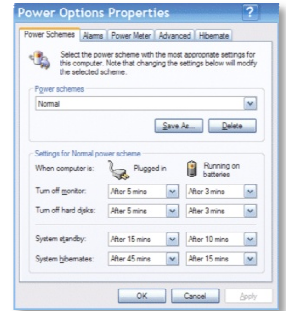 Power Options Properties ?
Power Schemes Alarms Power Meter Advanced Hibernate
Select the power scheme with the most appropriate settings for
this computer. Note that changing the settings below will modify
the selected scheme.
Power schemes
Normal
Save As... Delete
Settings for Normal power scheme
When computer is: Plugged in Running on
batteries
Turn off monitor: After 5 mins After 3 mins
Turn off hard disks: After 5 mins After 3 mins
System standby: After 15 mins After 10 mins
System hibernates: After 45 mins After 15 mins
OK Cancel Apply